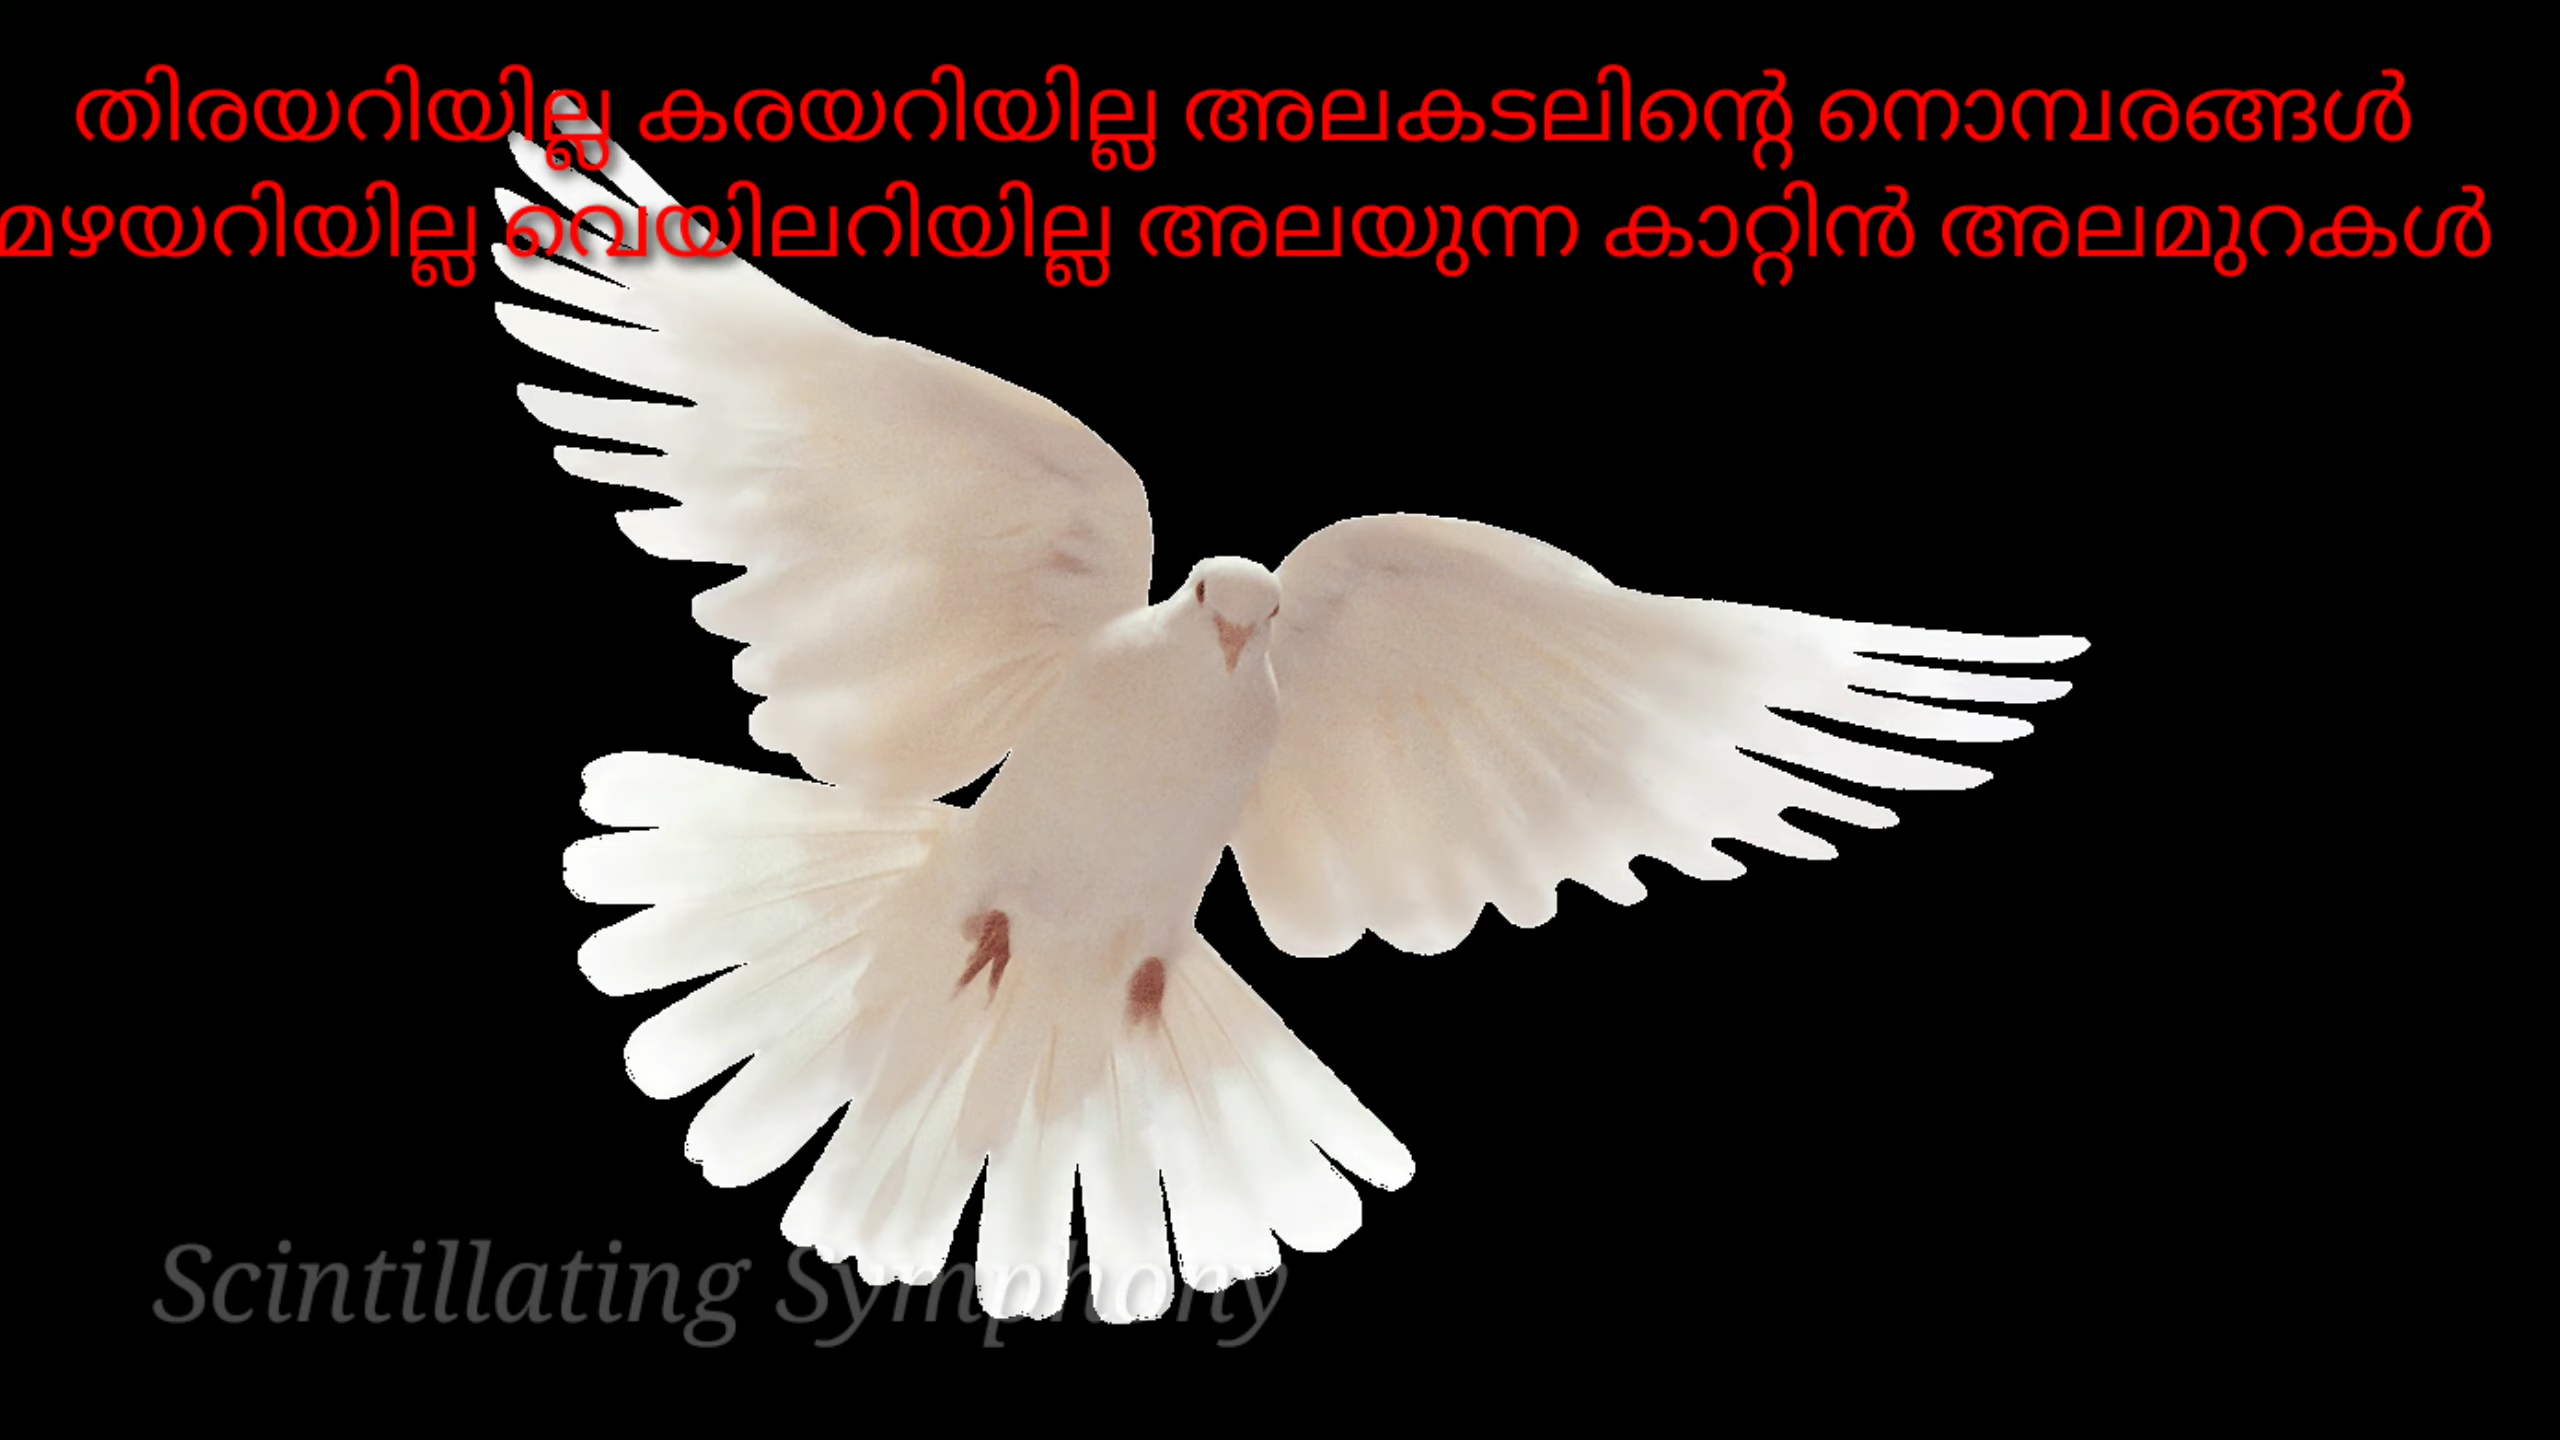 തിരയറിയില്ല കരയറിയില്ല അലകടലിന്റെ നൊമ്പരങ്ങൾ
മഴയറിയില്ല വെയിലറിയില്ല അലയുന്ന കാറ്റിൻ അലമുറകൾ
Scintillating Symphony